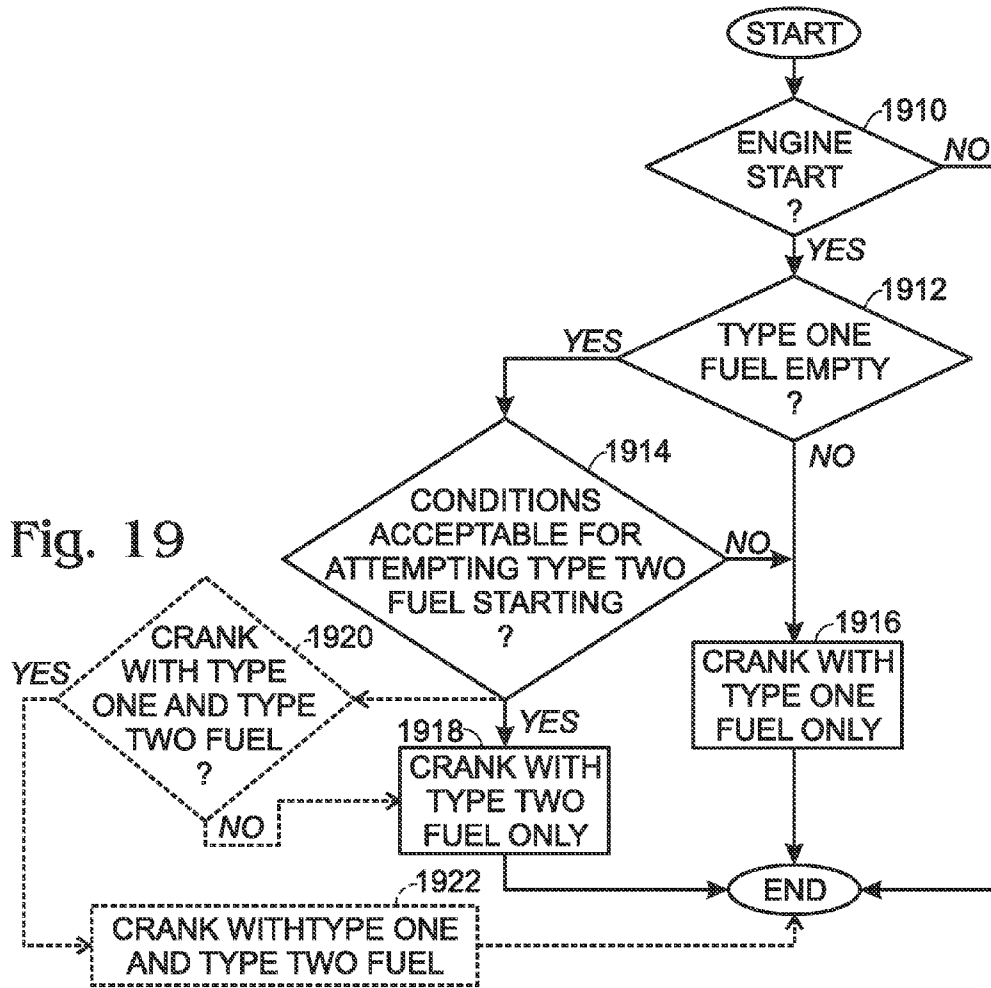 START
1910
ENGINE
START
?
NO
YES
1912
TYPE ONE
FUEL EMPTY
?
YES
NO
1914
CONDITIONS
ACCEPTABLE FOR
ATTEMPTING TYPE TWO
FUEL STARTING
?
NO
Fig. 19
1920
CRANK
WITH TYPE
ONE AND TYPE
TWO FUEL
?
YES
NO
YES
1918
CRANK WITH
TYPE TWO
FUEL ONLY
1916
CRANK WITH
TYPE ONE
FUEL ONLY
1922
CRANK WITHTYPE ONE
AND TYPE TWO FUEL
END